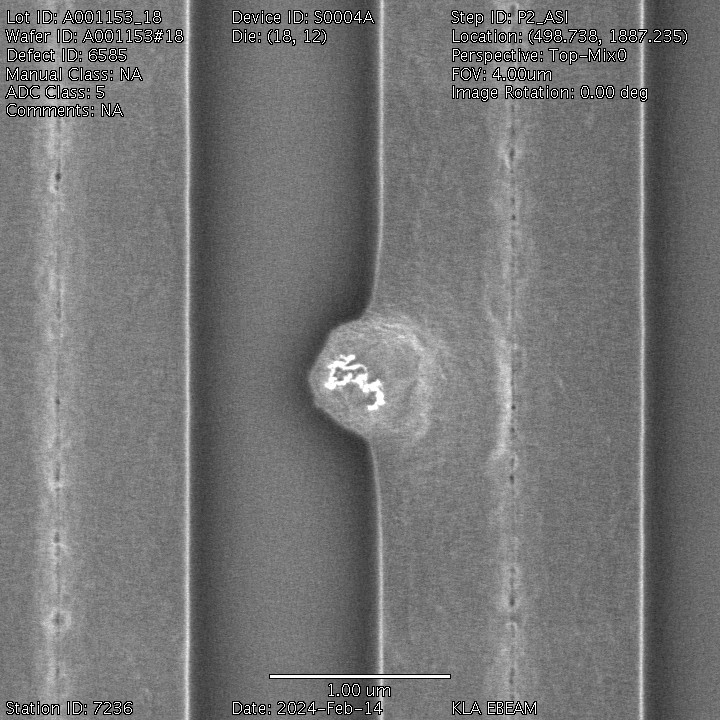 Lot ID: A001153_18
Wafer ID: A001153#18
Defect ID: 6585
Manual Class: NA
ADC Class: 5
Comments: NA
Device ID: S0004A
Die: (18, 12)
Step ID: P2_ASI
Location: (498.738, 1887.235)
Perspective: Top-Mix0
FOV: 4.00um
Image Rotation: 0.00 deg
1.00 um
Station ID: 7236
Date: 2024-Feb-14
KLA EBEAM